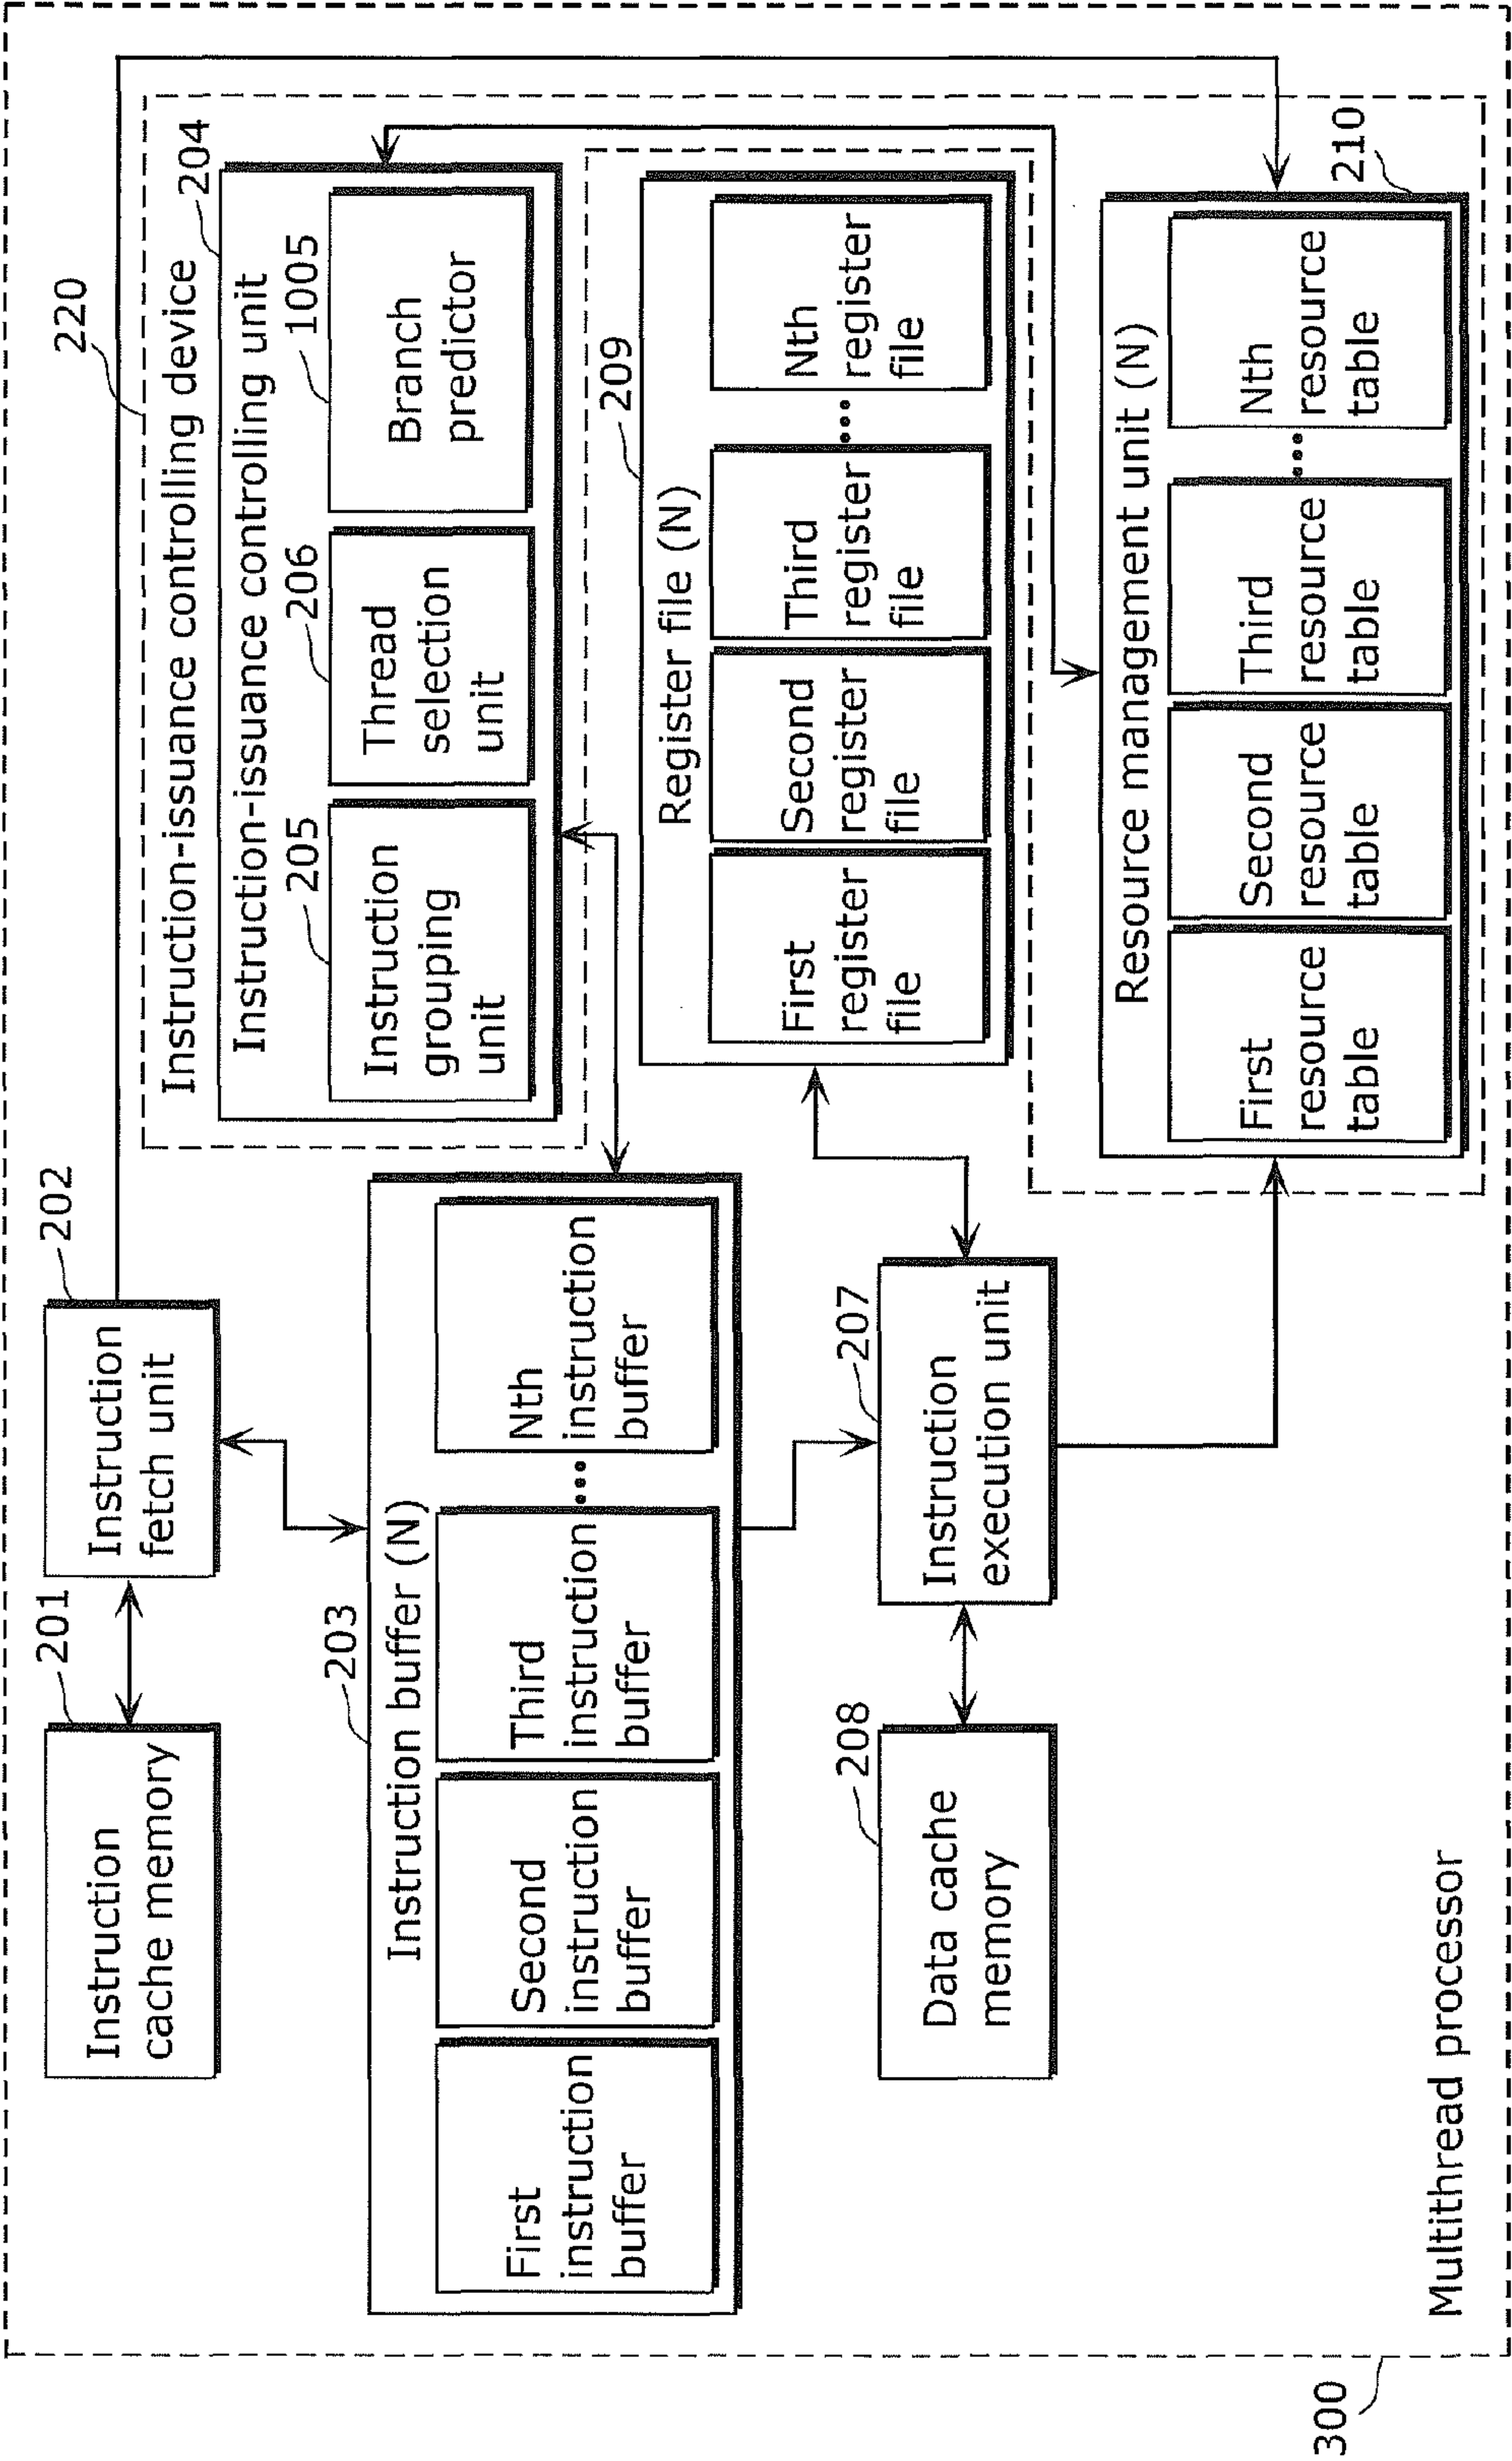 220
Instruction-issuance controlling device
204
Instruction-issuance controlling unit
205
Instruction
grouping
unit
206
Thread
selection
unit
1005
Branch
predictor
201
Instruction
cache memory
202
Instruction
fetch unit
203
Instruction buffer (N)
First
instruction
buffer
Second
instruction
buffer
Third
instruction
buffer
...
Nth
instruction
buffer
209
Register file (N)
First
register
file
Second
register
file
Third
register
file
...
Nth
register
file
208
Data cache
memory
207
Instruction
execution unit
210
Resource management unit (N)
First
resource
table
Second
resource
table
Third
resource
table
...
Nth
resource
table
Multithread processor
300